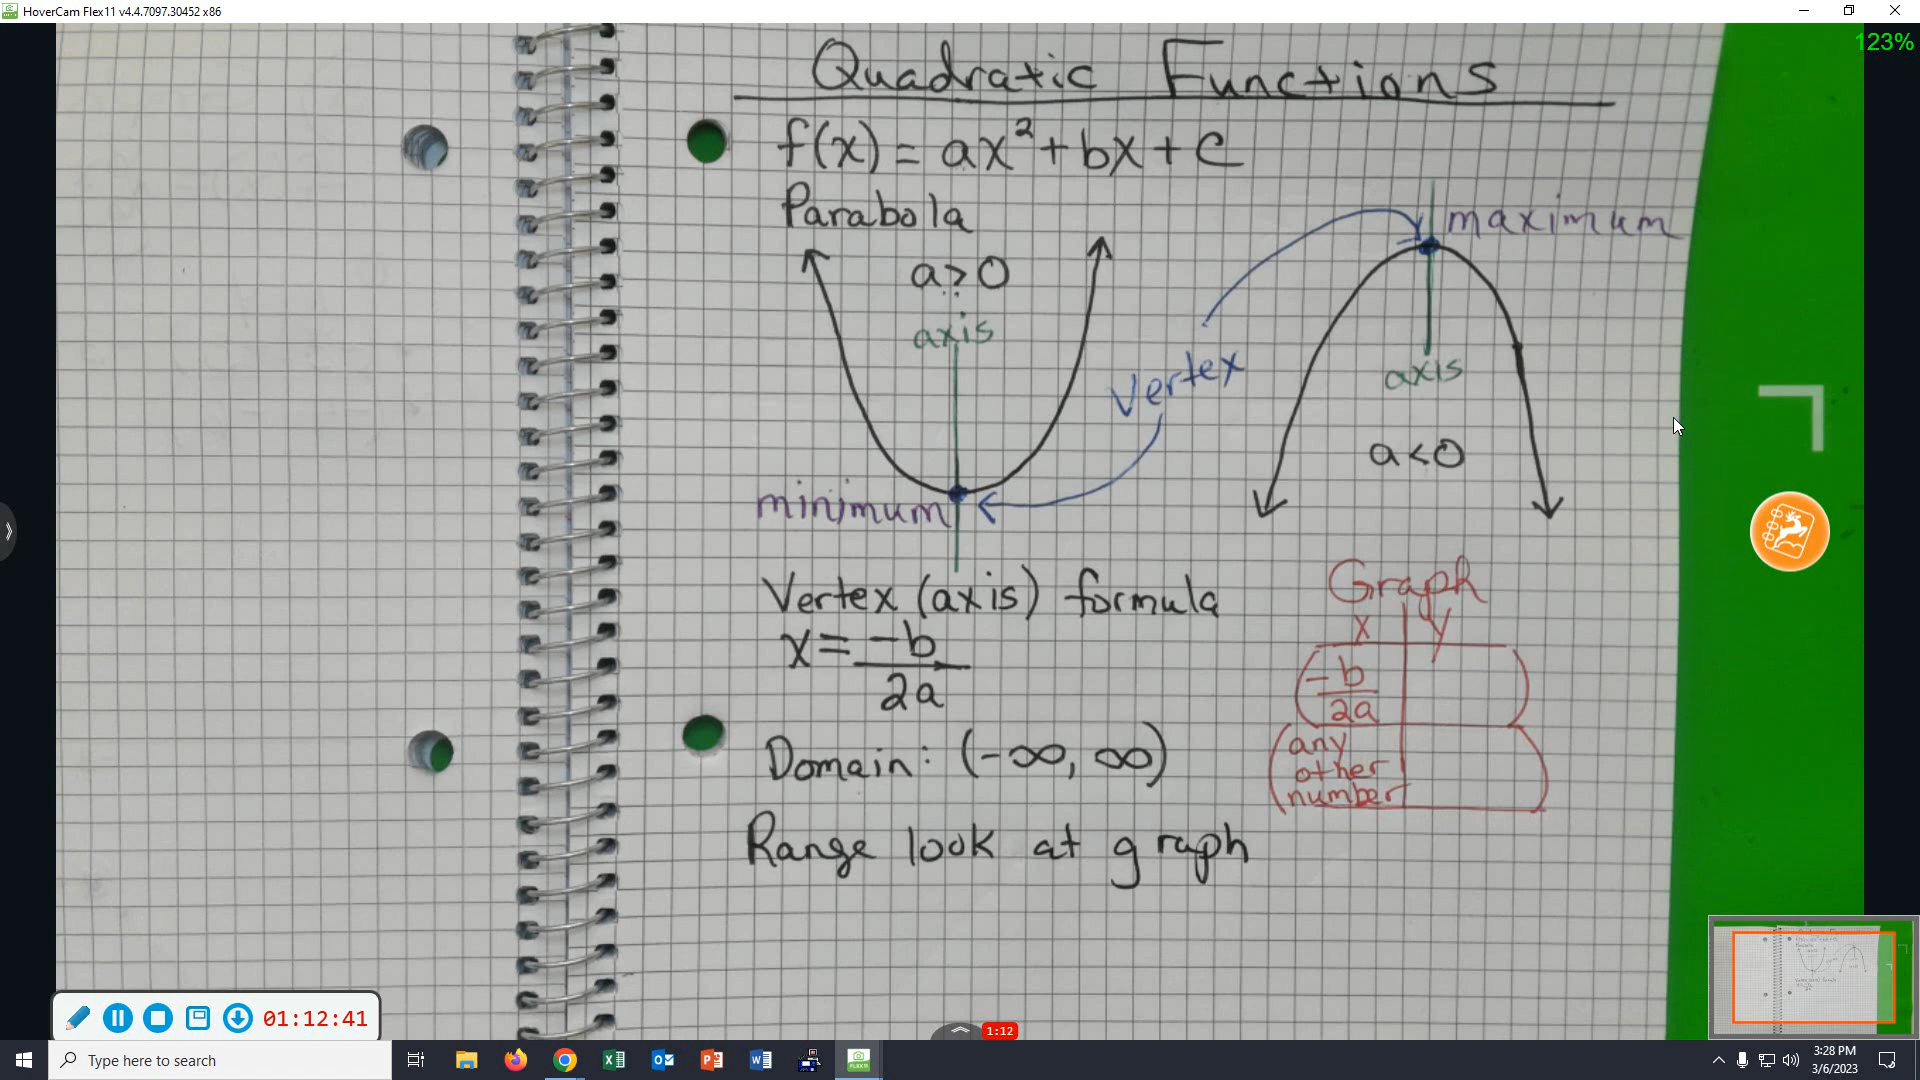 HoverCam Flex11 v4.4.7097.30452 x86
123%
Quadratic Functions
f(x) = ax² + bx + c
Parabola
maximum
a > 0
axis
Vertex
axis
a < 0
minimum
Vertex (axis) formula
x = -b
2a
Graph
x y
-b
2a
any
other
number
Domain: (-∞, ∞)
Range look at graph
01:12:41
1:12
Type here to search
3:28 PM
3/6/2023